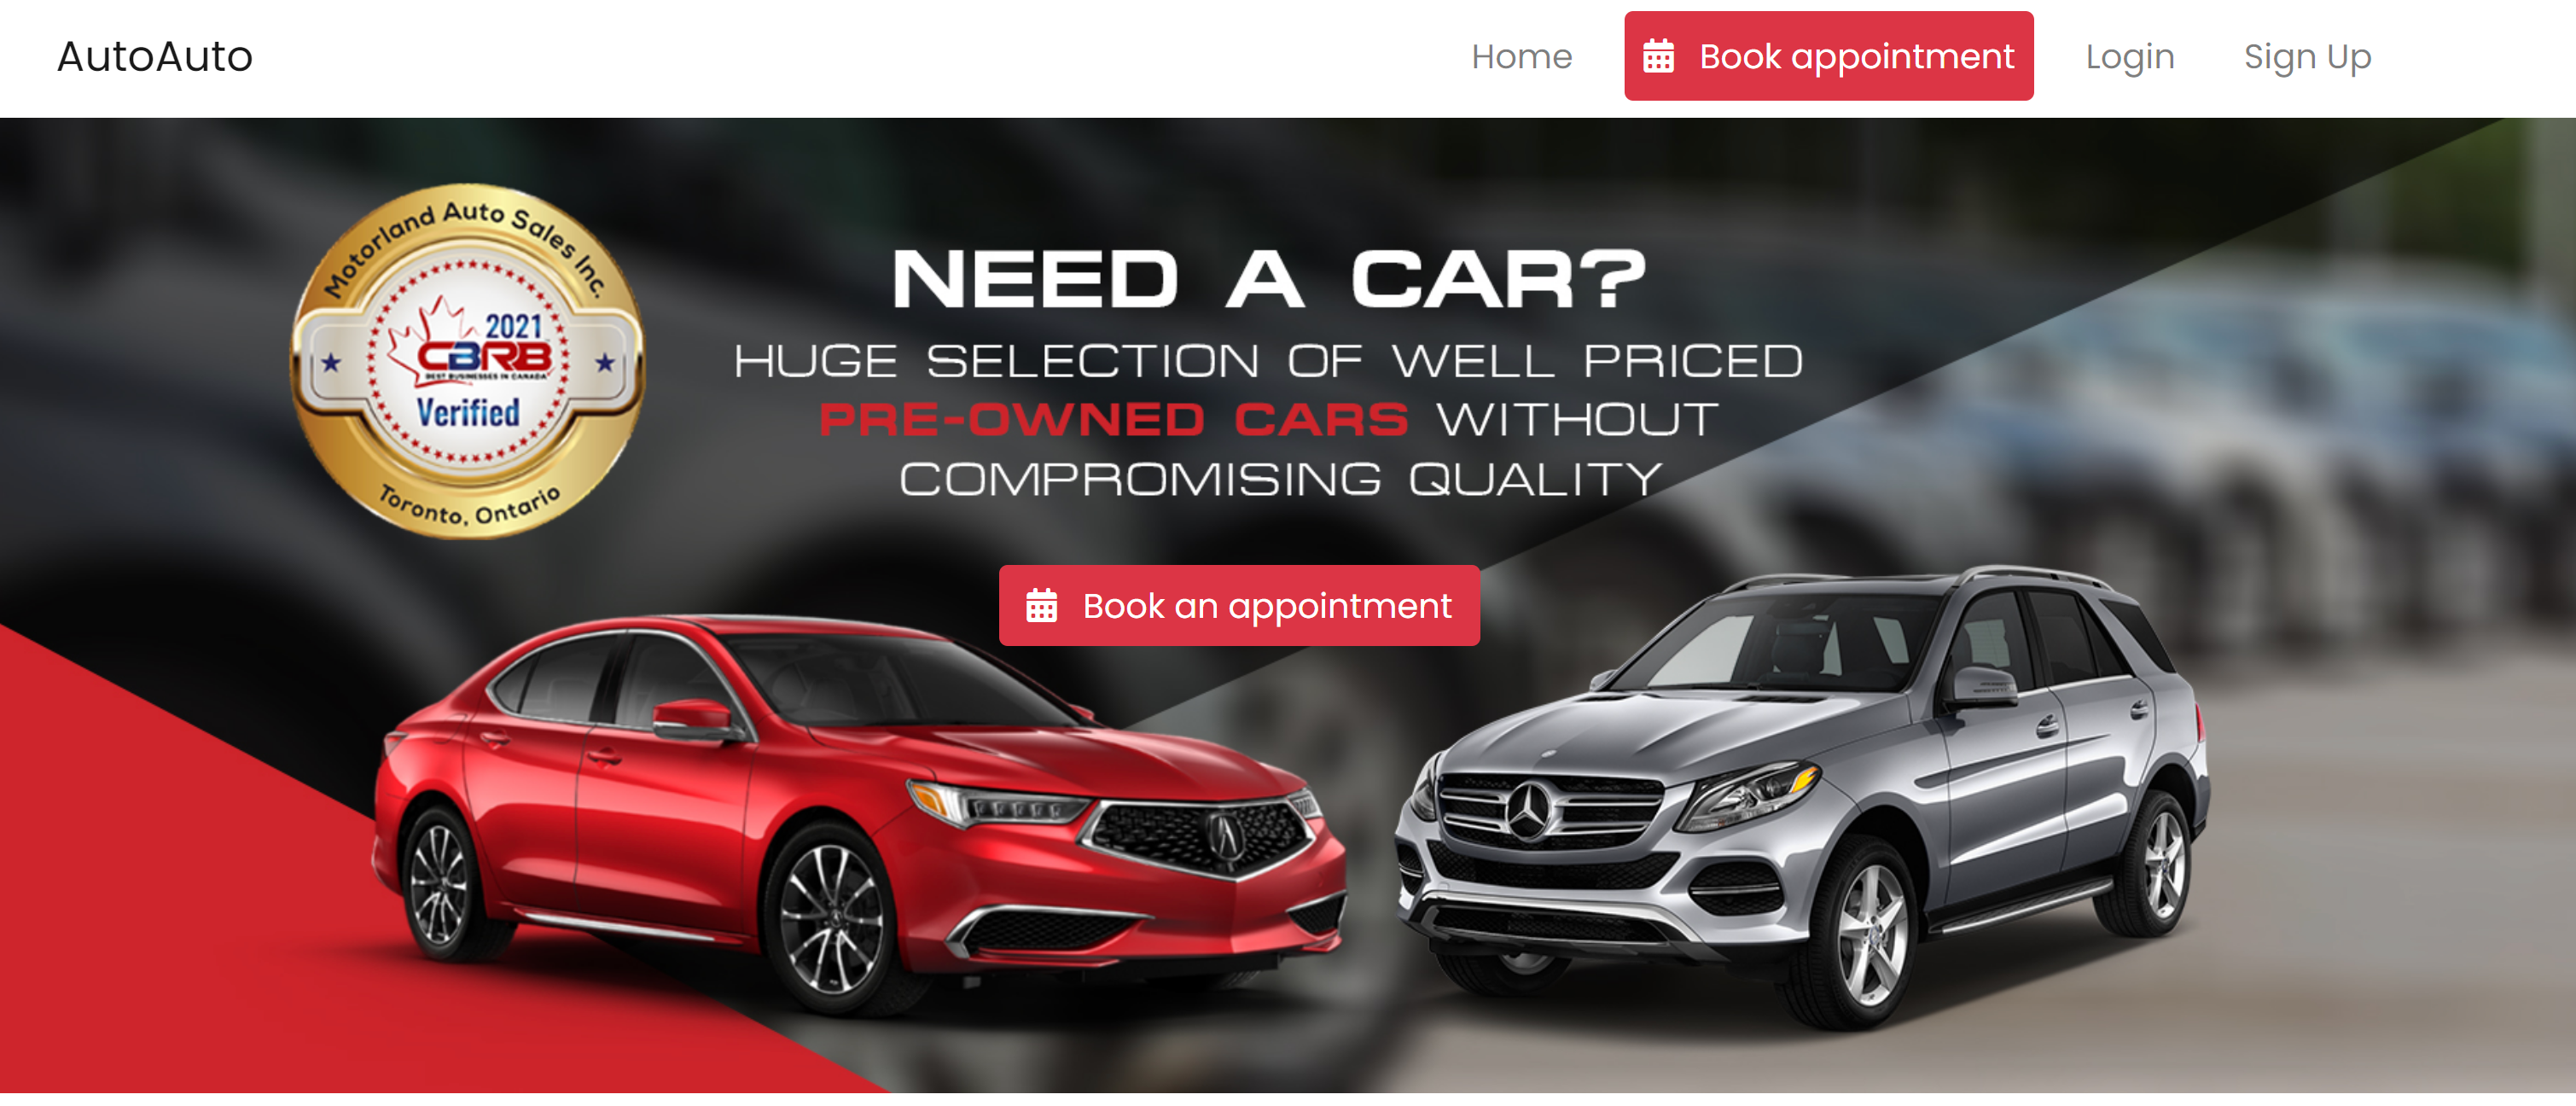 AutoAuto
Home
Book appointment
Login
Sign Up
Motorland Auto Sales Inc.
2021
CBRB
BEST BUSINESSES IN CANADA
Verified
Toronto, Ontario
NEED A CAR?
HUGE SELECTION OF WELL PRICED
PRE-OWNED CARS WITHOUT
COMPROMISING QUALITY
Book an appointment